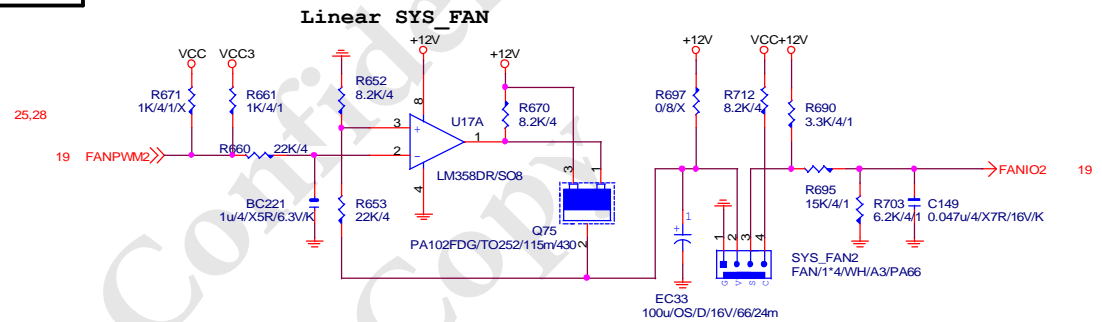 Linear SYS_FAN
+12V
+12V
+12V
VCC
+12V
VCC
VCC3
R671
1K/4/1/X
R661
1K/4/1
R652
8.2K/4
8
U17A
R670
8.2K/4
R697
0/8/X
R712
8.2K/4
R690
3.3K/4/1
25,28
3
+
1
2
-
19
FANPWM2
R660
22K/4
4
LM358DR/SO8
3
1
FANIO2
19
BC221
1u/4/X5R/6.3V/K
R653
22K/4
Q75
PA102FDG/TO252/115m/430
2
1
+
EC33
100u/OS/D/16V/66/24m
1
2
3
4
G
V
S
C
SYS_FAN2
FAN/1*4/WH/A3/PA66
R695
15K/4/1
R703
6.2K/4/1
C149
0.047u/4/X7R/16V/K
Confiden
Copy